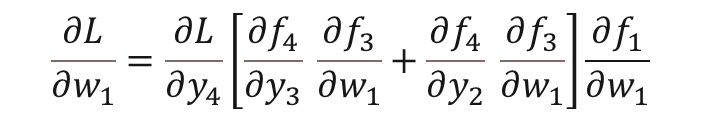 ∂L/∂w₁ = ∂L/∂y₄ [∂f₄/∂y₃ ∂f₃/∂w₁ + ∂f₄/∂y₂ ∂f₃/∂w₁] ∂f₁/∂w₁